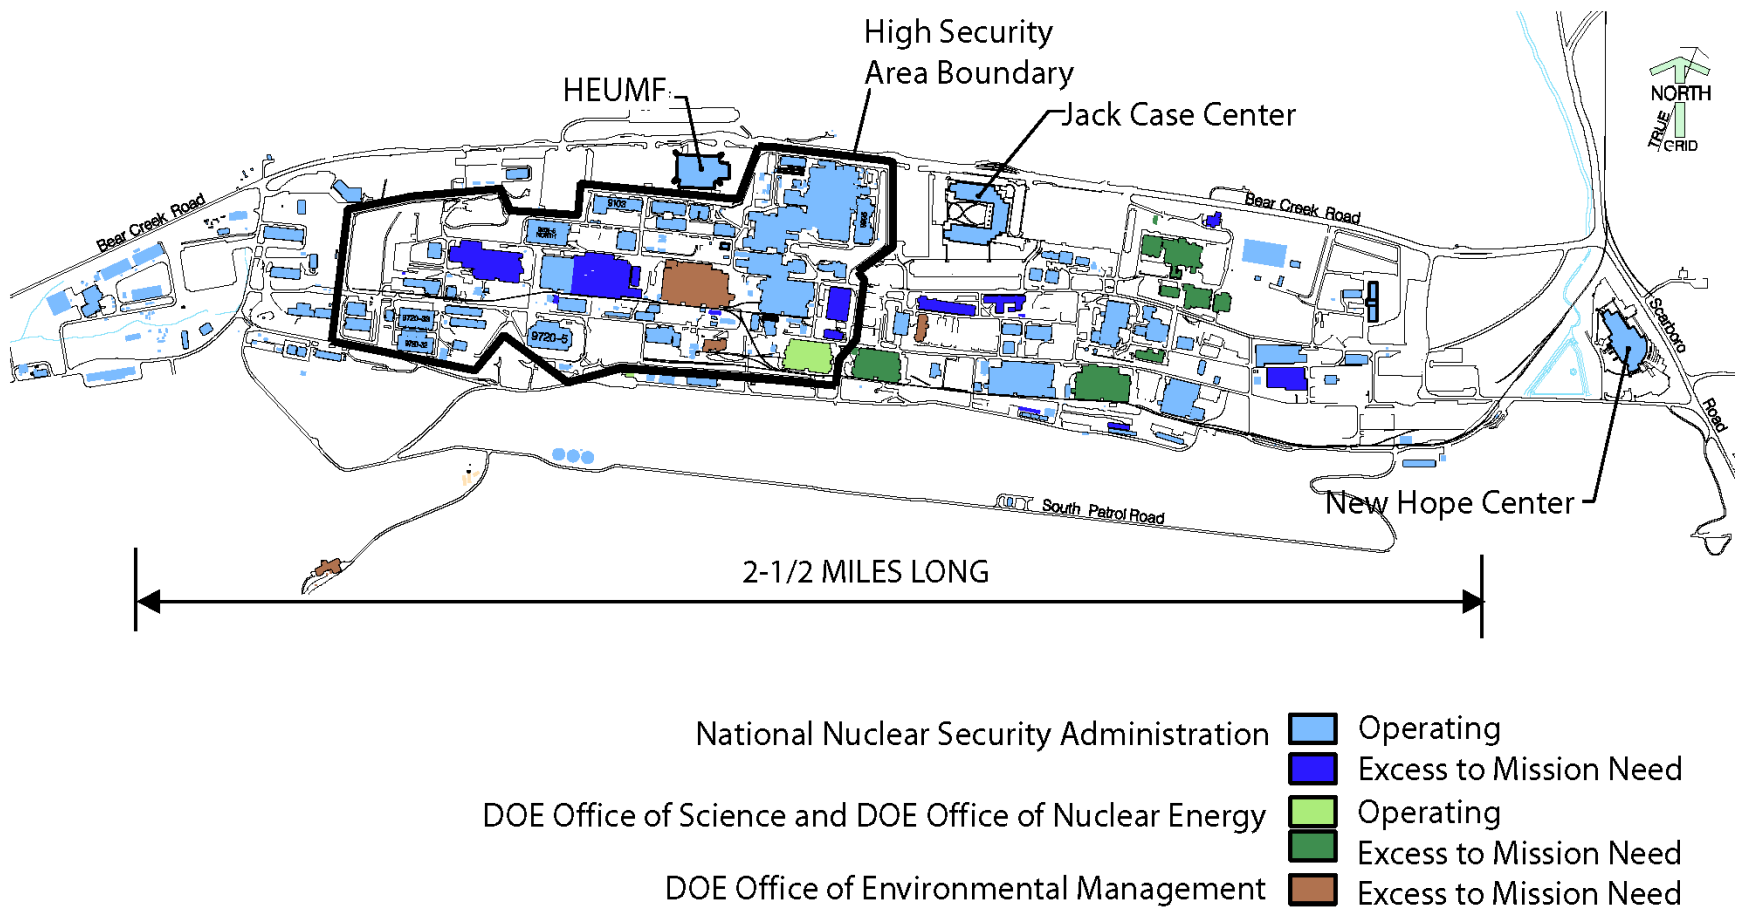 High Security
Area Boundary
HEUMF
Jack Case Center
NORTH
TRUE
GRID
Bear Creek Road
Bear Creek Road
9103
NORTH
9720-5
Scarboro
Road
New Hope Center
South Patrol Road
2-1/2 MILES LONG
National Nuclear Security Administration
Operating
Excess to Mission Need
DOE Office of Science and DOE Office of Nuclear Energy
Operating
Excess to Mission Need
DOE Office of Environmental Management
Excess to Mission Need